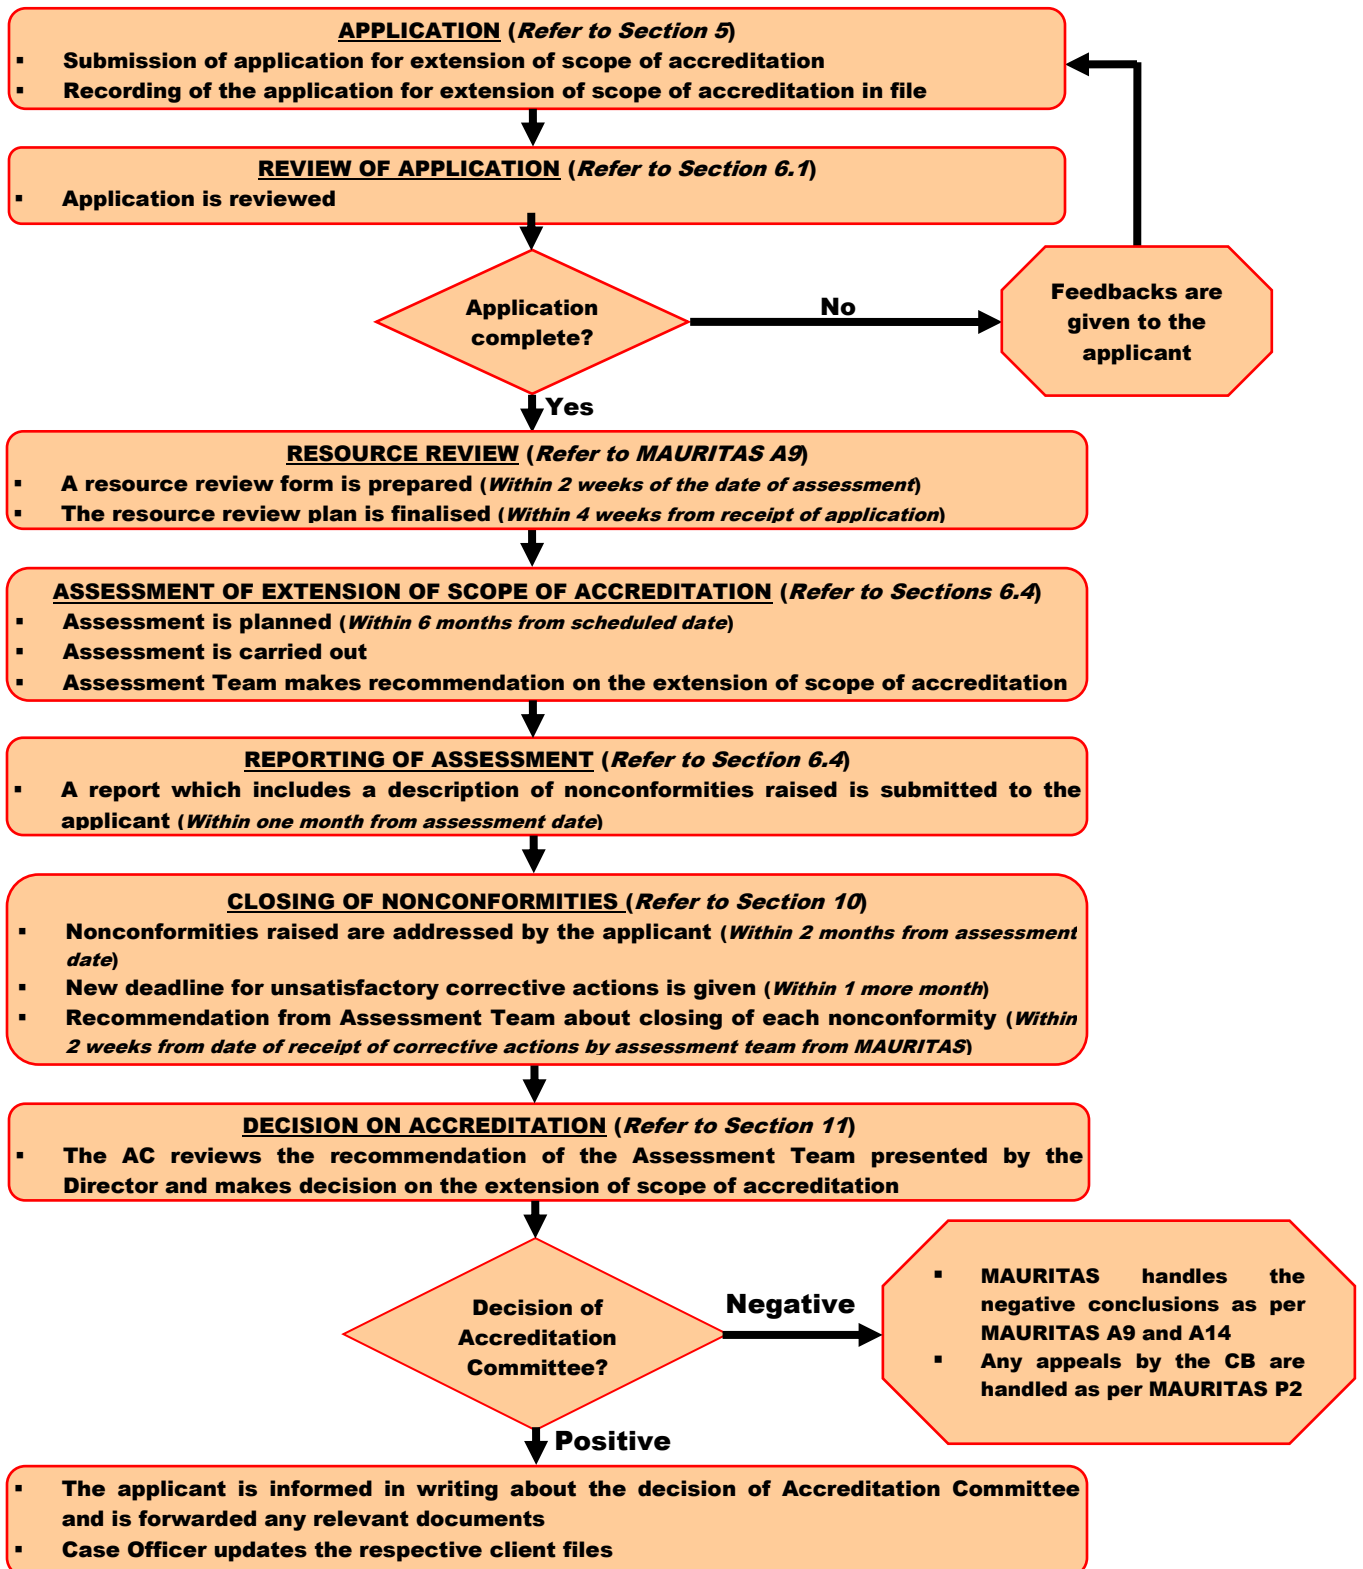 APPLICATION (Refer to Section 5)
▪ Submission of application for extension of scope of accreditation
▪ Recording of the application for extension of scope of accreditation in file
REVIEW OF APPLICATION (Refer to Section 6.1)
▪ Application is reviewed
Application
complete?
No
Feedbacks are
given to the
applicant
Yes
RESOURCE REVIEW (Refer to MAURITAS A9)
▪ A resource review form is prepared (Within 2 weeks of the date of assessment)
▪ The resource review plan is finalised (Within 4 weeks from receipt of application)
ASSESSMENT OF EXTENSION OF SCOPE OF ACCREDITATION (Refer to Sections 6.4)
▪ Assessment is planned (Within 6 months from scheduled date)
▪ Assessment is carried out
▪ Assessment Team makes recommendation on the extension of scope of accreditation
REPORTING OF ASSESSMENT (Refer to Section 6.4)
▪ A report which includes a description of nonconformities raised is submitted to the
applicant (Within one month from assessment date)
CLOSING OF NONCONFORMITIES (Refer to Section 10)
▪ Nonconformities raised are addressed by the applicant (Within 2 months from assessment
date)
▪ New deadline for unsatisfactory corrective actions is given (Within 1 more month)
▪ Recommendation from Assessment Team about closing of each nonconformity (Within
2 weeks from date of receipt of corrective actions by assessment team from MAURITAS)
DECISION ON ACCREDITATION (Refer to Section 11)
▪ The AC reviews the recommendation of the Assessment Team presented by the
Director and makes decision on the extension of scope of accreditation
Decision of
Accreditation
Committee?
Negative
▪ MAURITAS handles the
negative conclusions as per
MAURITAS A9 and A14
▪ Any appeals by the CB are
handled as per MAURITAS P2
Positive
▪ The applicant is informed in writing about the decision of Accreditation Committee
and is forwarded any relevant documents
▪ Case Officer updates the respective client files